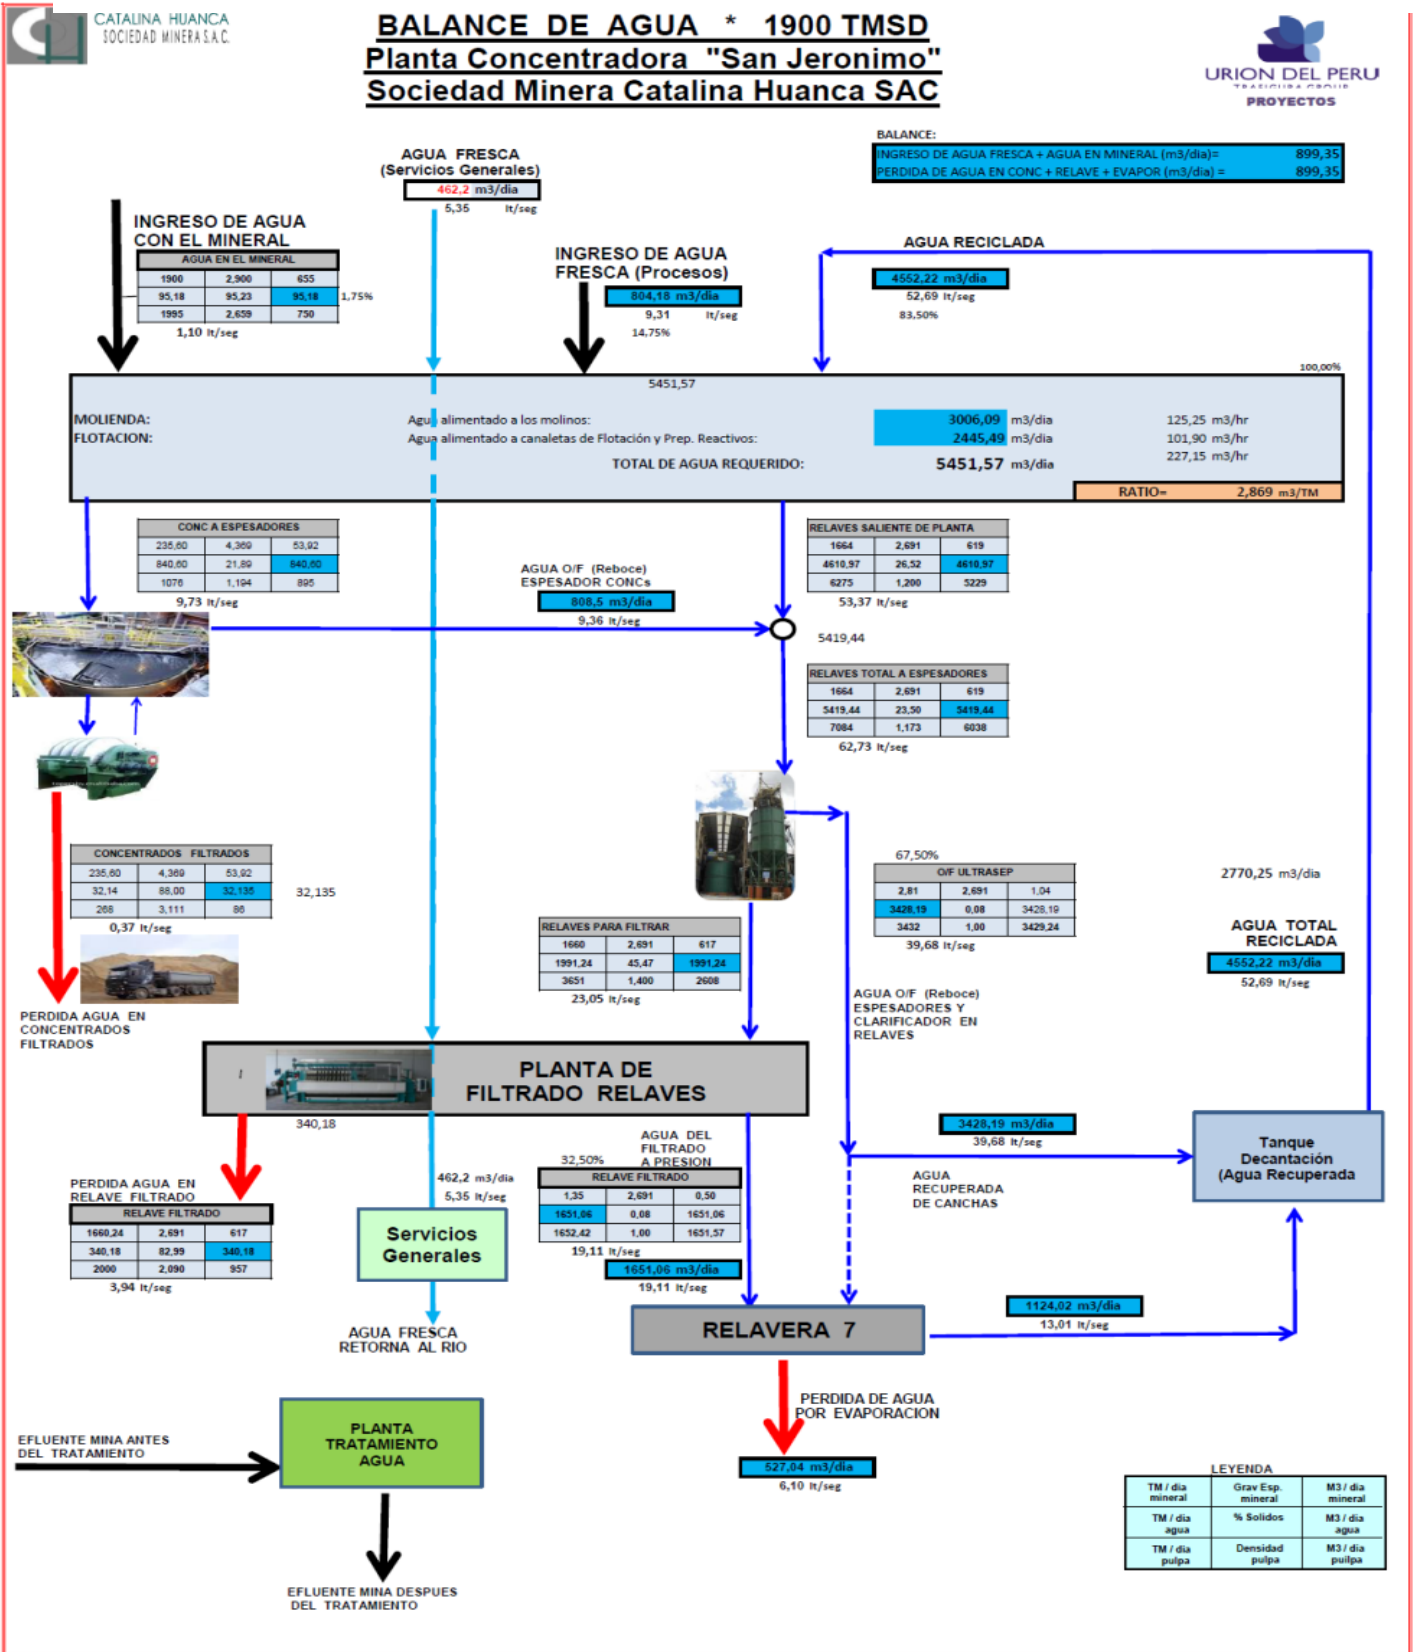 CATALINA HUANCA
SOCIEDAD MINERA S.A.C.
BALANCE DE AGUA * 1900 TMSD
Planta Concentradora "San Jeronimo"
Sociedad Minera Catalina Huanca SAC
URION DEL PERU
TRAFIGURA GROUP
PROYECTOS
BALANCE:
INGRESO DE AGUA FRESCA + AGUA EN MINERAL (m3/dia)= 899,35
PERDIDA DE AGUA EN CONC + RELAVE + EVAPOR (m3/dia) = 899,35
AGUA FRESCA
(Servicios Generales)
462,2 m3/dia
5,35 lt/seg
INGRESO DE AGUA
CON EL MINERAL
AGUA EN EL MINERAL
1900 2,900 655
95,18 95,23 95,18 1,75%
1995 2,659 750
1,10 lt/seg
INGRESO DE AGUA
FRESCA (Procesos)
804,18 m3/dia
9,31 lt/seg
14,75%
AGUA RECICLADA
4552,22 m3/dia
52,69 lt/seg
83,50%
100,00%
5451,57
MOLIENDA: Agua alimentado a los molinos: 3006,09 m3/dia 125,25 m3/hr
FLOTACION: Agua alimentado a canaletas de Flotación y Prep. Reactivos: 2445,49 m3/dia 101,90 m3/hr
TOTAL DE AGUA REQUERIDO: 5451,57 m3/dia 227,15 m3/hr
RATIO= 2,869 m3/TM
CONC A ESPESADORES
235,60 4,369 53,92
840,60 21,89 840,60
1076 1,194 895
9,73 lt/seg
AGUA O/F (Reboce)
ESPESADOR CONCs
808,5 m3/dia
9,36 lt/seg
RELAVES SALIENTE DE PLANTA
1664 2,691 619
4610,97 26,52 4610,97
6275 1,200 5229
53,37 lt/seg
5419,44
RELAVES TOTAL A ESPESADORES
1664 2,691 619
5419,44 23,50 5419,44
7084 1,173 6038
62,73 lt/seg
CONCENTRADOS FILTRADOS
235,60 4,369 53,92
32,14 88,00 32,135 32,135
268 3,111 86
0,37 lt/seg
PERDIDA AGUA EN
CONCENTRADOS
FILTRADOS
67,50%
O/F ULTRASEP
2,81 2,691 1,04
3428,19 0,08 3428,19
3432 1,00 3429,24
39,68 lt/seg
2770,25 m3/dia
AGUA TOTAL
RECICLADA
4552,22 m3/dia
52,69 lt/seg
RELAVES PARA FILTRAR
1660 2,691 617
1991,24 45,47 1991,24
3651 1,400 2608
23,05 lt/seg
AGUA O/F (Reboce)
ESPESADORES Y
CLARIFICADOR EN
RELAVES
PLANTA DE
FILTRADO RELAVES
340,18
3428,19 m3/dia
39,68 lt/seg
AGUA
RECUPERADA
DE CANCHAS
Tanque
Decantación
(Agua Recuperada
AGUA DEL
FILTRADO
A PRESION
32,50%
RELAVE FILTRADO
1,35 2,691 0,50
1651,06 0,08 1651,06
1652,42 1,00 1651,57
19,11 lt/seg
1651,06 m3/dia
19,11 lt/seg
PERDIDA AGUA EN
RELAVE FILTRADO
RELAVE FILTRADO
1660,24 2,691 617
340,18 82,99 340,18
2000 2,090 957
3,94 lt/seg
462,2 m3/dia
5,35 lt/seg
Servicios
Generales
AGUA FRESCA
RETORNA AL RIO
RELAVERA 7
1124,02 m3/dia
13,01 lt/seg
PERDIDA DE AGUA
POR EVAPORACION
527,04 m3/dia
6,10 lt/seg
EFLUENTE MINA ANTES
DEL TRATAMIENTO
PLANTA
TRATAMIENTO
AGUA
EFLUENTE MINA DESPUES
DEL TRATAMIENTO
LEYENDA
TM / dia mineral Grav Esp. mineral M3 / dia mineral
TM / dia agua % Solidos M3 / dia agua
TM / dia pulpa Densidad pulpa M3 / dia puilpa